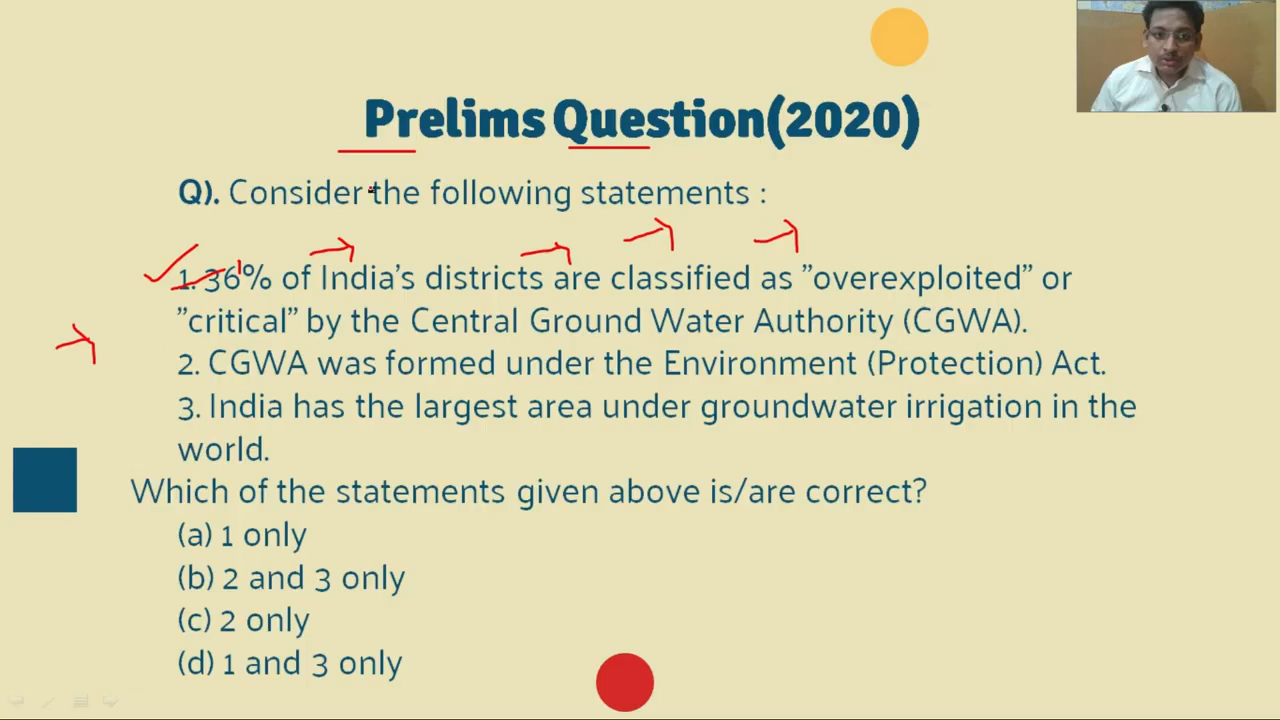 Prelims Question(2020)
Q). Consider the following statements :
1. 36% of India's districts are classified as "overexploited" or
"critical" by the Central Ground Water Authority (CGWA).
2. CGWA was formed under the Environment (Protection) Act.
3. India has the largest area under groundwater irrigation in the
world.
Which of the statements given above is/are correct?
(a) 1 only
(b) 2 and 3 only
(c) 2 only
(d) 1 and 3 only